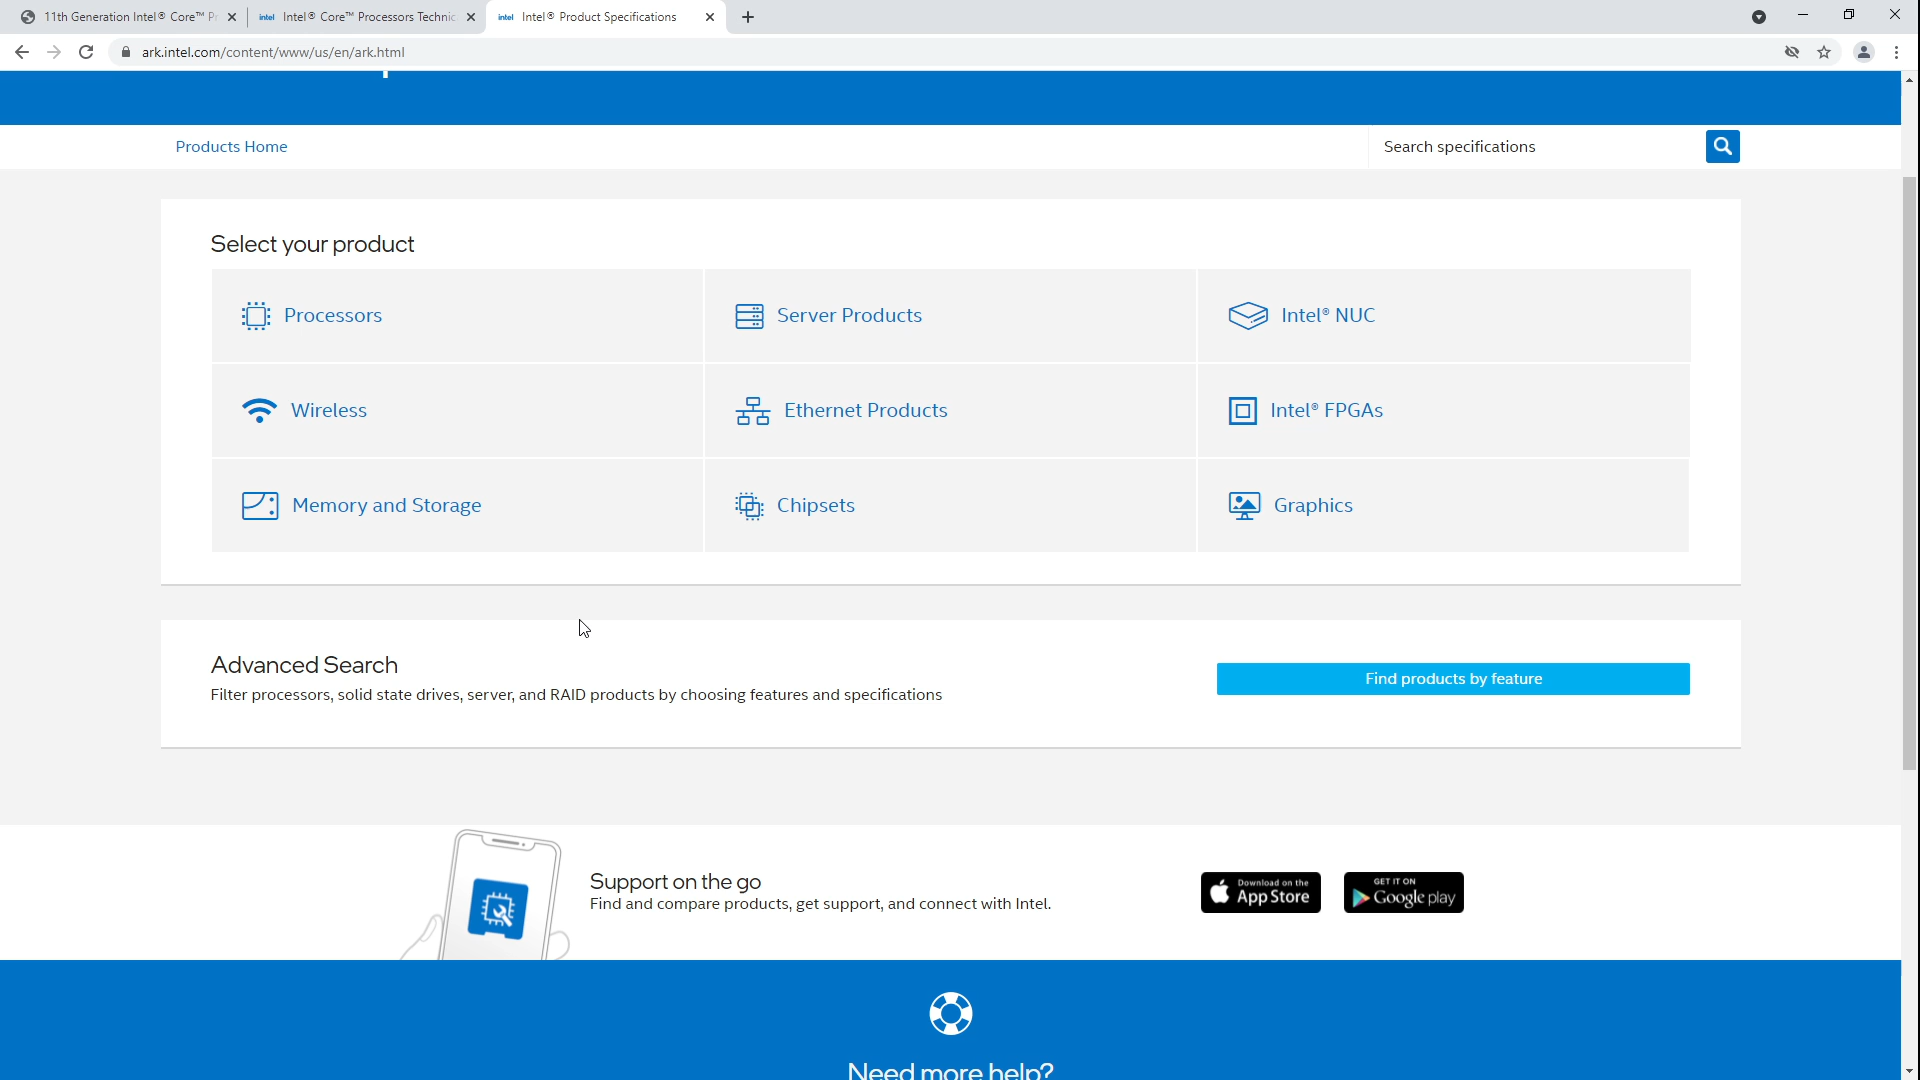 11th Generation Intel® Core™ Pr
intel Intel® Core™ Processors Technic
intel Intel® Product Specifications
ark.intel.com/content/www/us/en/ark.html
Products Home
Search specifications
Select your product
Processors
Server Products
Intel® NUC
Wireless
Ethernet Products
Intel® FPGAs
Memory and Storage
Chipsets
Graphics
Advanced Search
Filter processors, solid state drives, server, and RAID products by choosing features and specifications
Find products by feature
Support on the go
Find and compare products, get support, and connect with Intel.
Download on the
App Store
GET IT ON
Google play
Need more help?